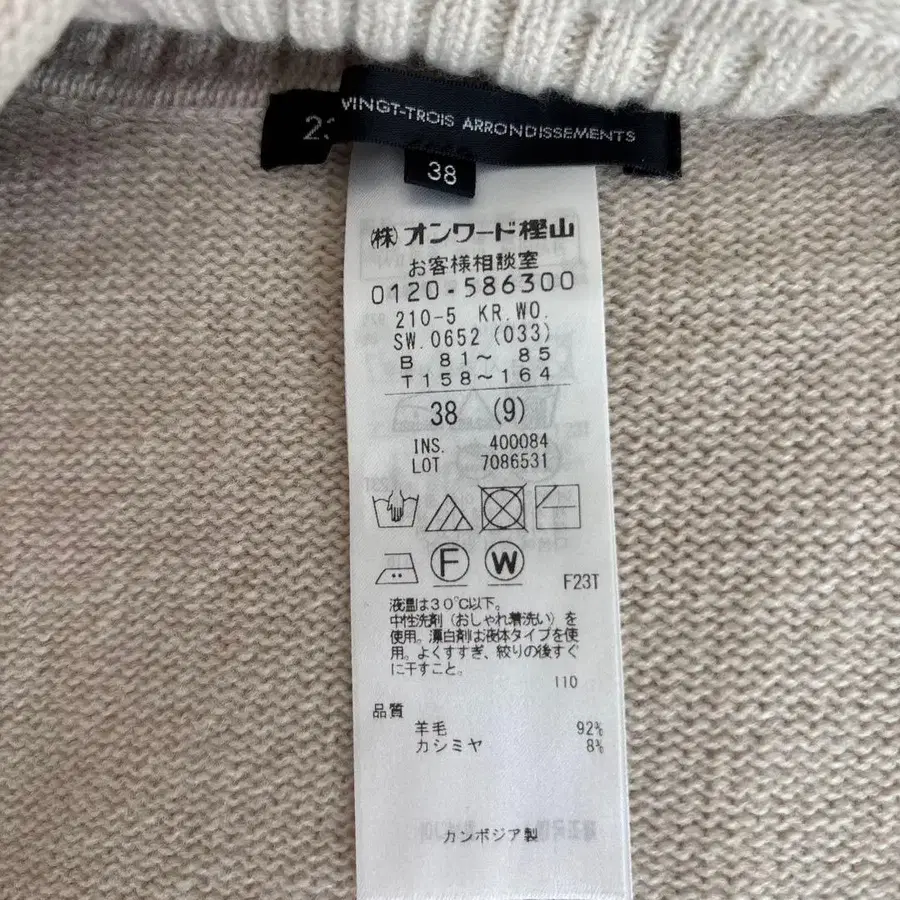 23
VINGT-TROIS ARRONDISSEMENTS
38
㈱オンワード樫山
お客様相談室
0120-586300
210-5 KR.WO.
SW.0652 (033)
B 81～ 85
T158～164
38 (9)
INS. 400084
LOT 7086531
F W
F23T
液温は30℃以下。
中性洗剤（おしゃれ着洗い）を
使用。漂白剤は液体タイプを使
用。よくすすぎ、絞りの後すぐ
に干すこと。
110
品質
羊毛 92%
カシミヤ 8%
カンボジア製